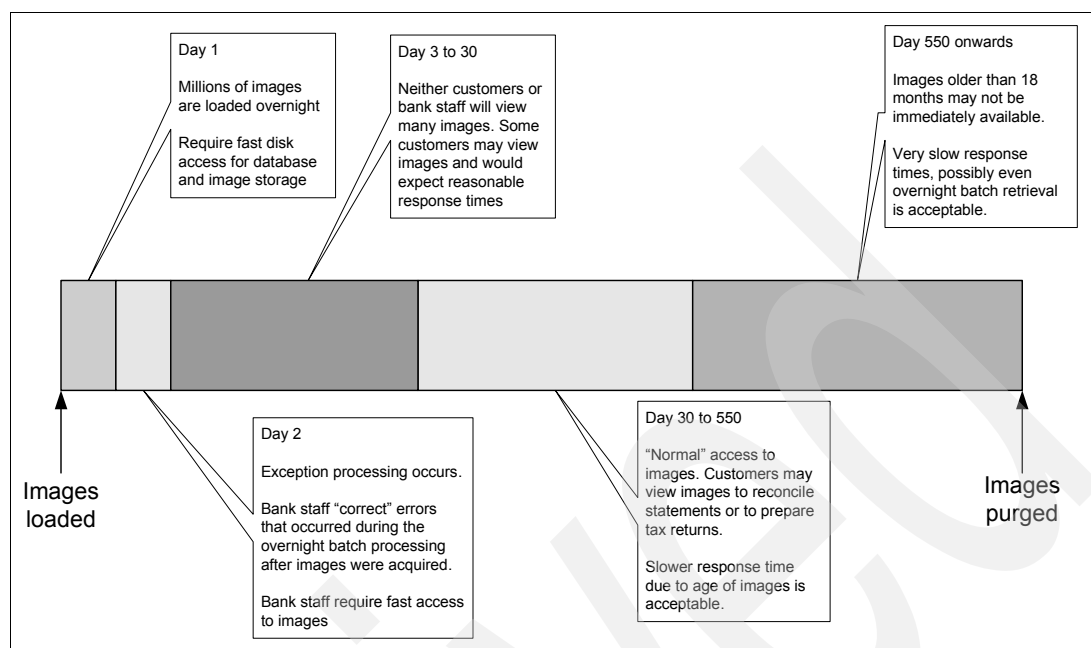 Day 1
Millions of images
are loaded overnight
Require fast disk
access for database
and image storage
Day 3 to 30
Neither customers or
bank staff will view
many images. Some
customers may view
images and would
expect reasonable
response times
Day 550 onwards
Images older than 18
months may not be
immediately available.
Very slow response
times, possibly even
overnight batch retrieval
is acceptable.
Images
loaded
Day 2
Exception processing occurs.
Bank staff “correct” errors
that occurred during the
overnight batch processing
after images were acquired.
Bank staff require fast access
to images
Day 30 to 550
“Normal” access to
images. Customers may
view images to reconcile
statements or to prepare
tax returns.
Slower response time
due to age of images is
acceptable.
Images
purged